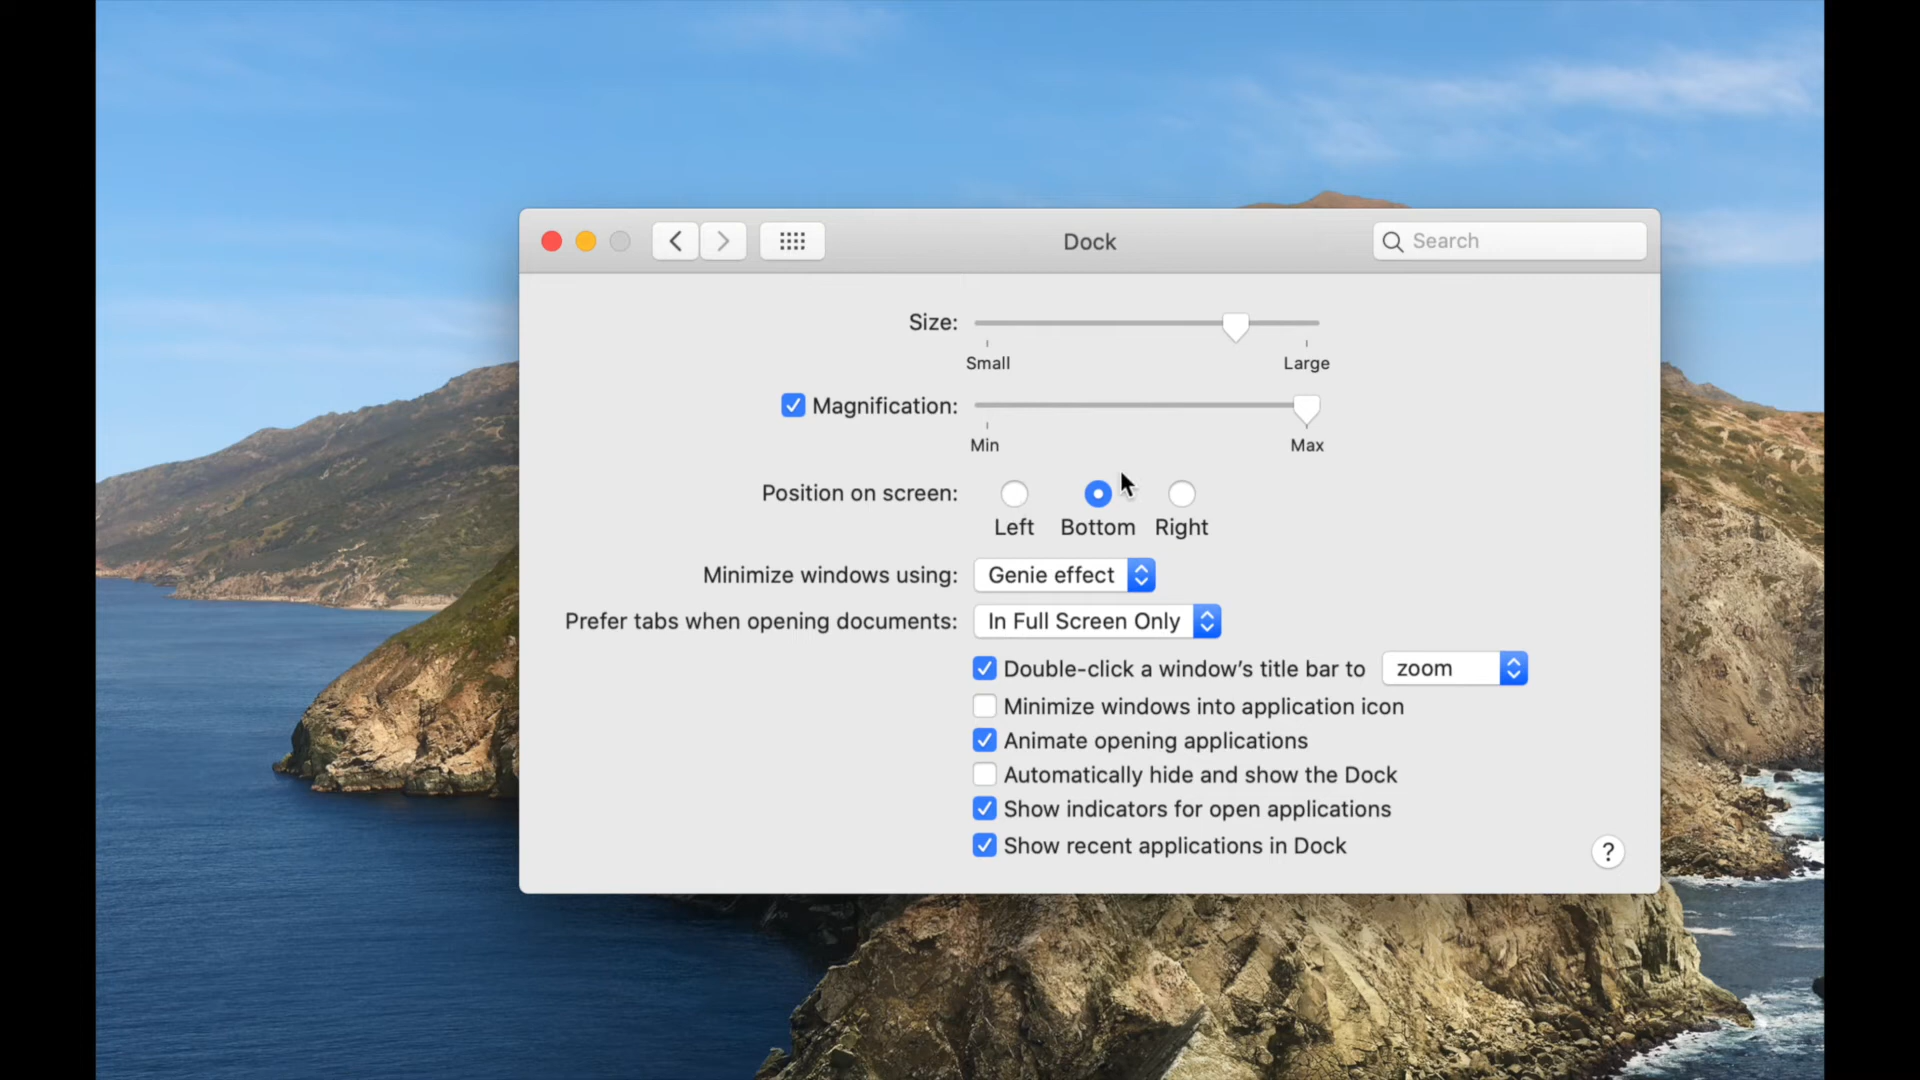 Dock
Search
Size:
Small Large
Magnification:
Min Max
Position on screen:
Left Bottom Right
Minimize windows using: Genie effect
Prefer tabs when opening documents: In Full Screen Only
Double-click a window’s title bar to zoom
Minimize windows into application icon
Animate opening applications
Automatically hide and show the Dock
Show indicators for open applications
Show recent applications in Dock
?